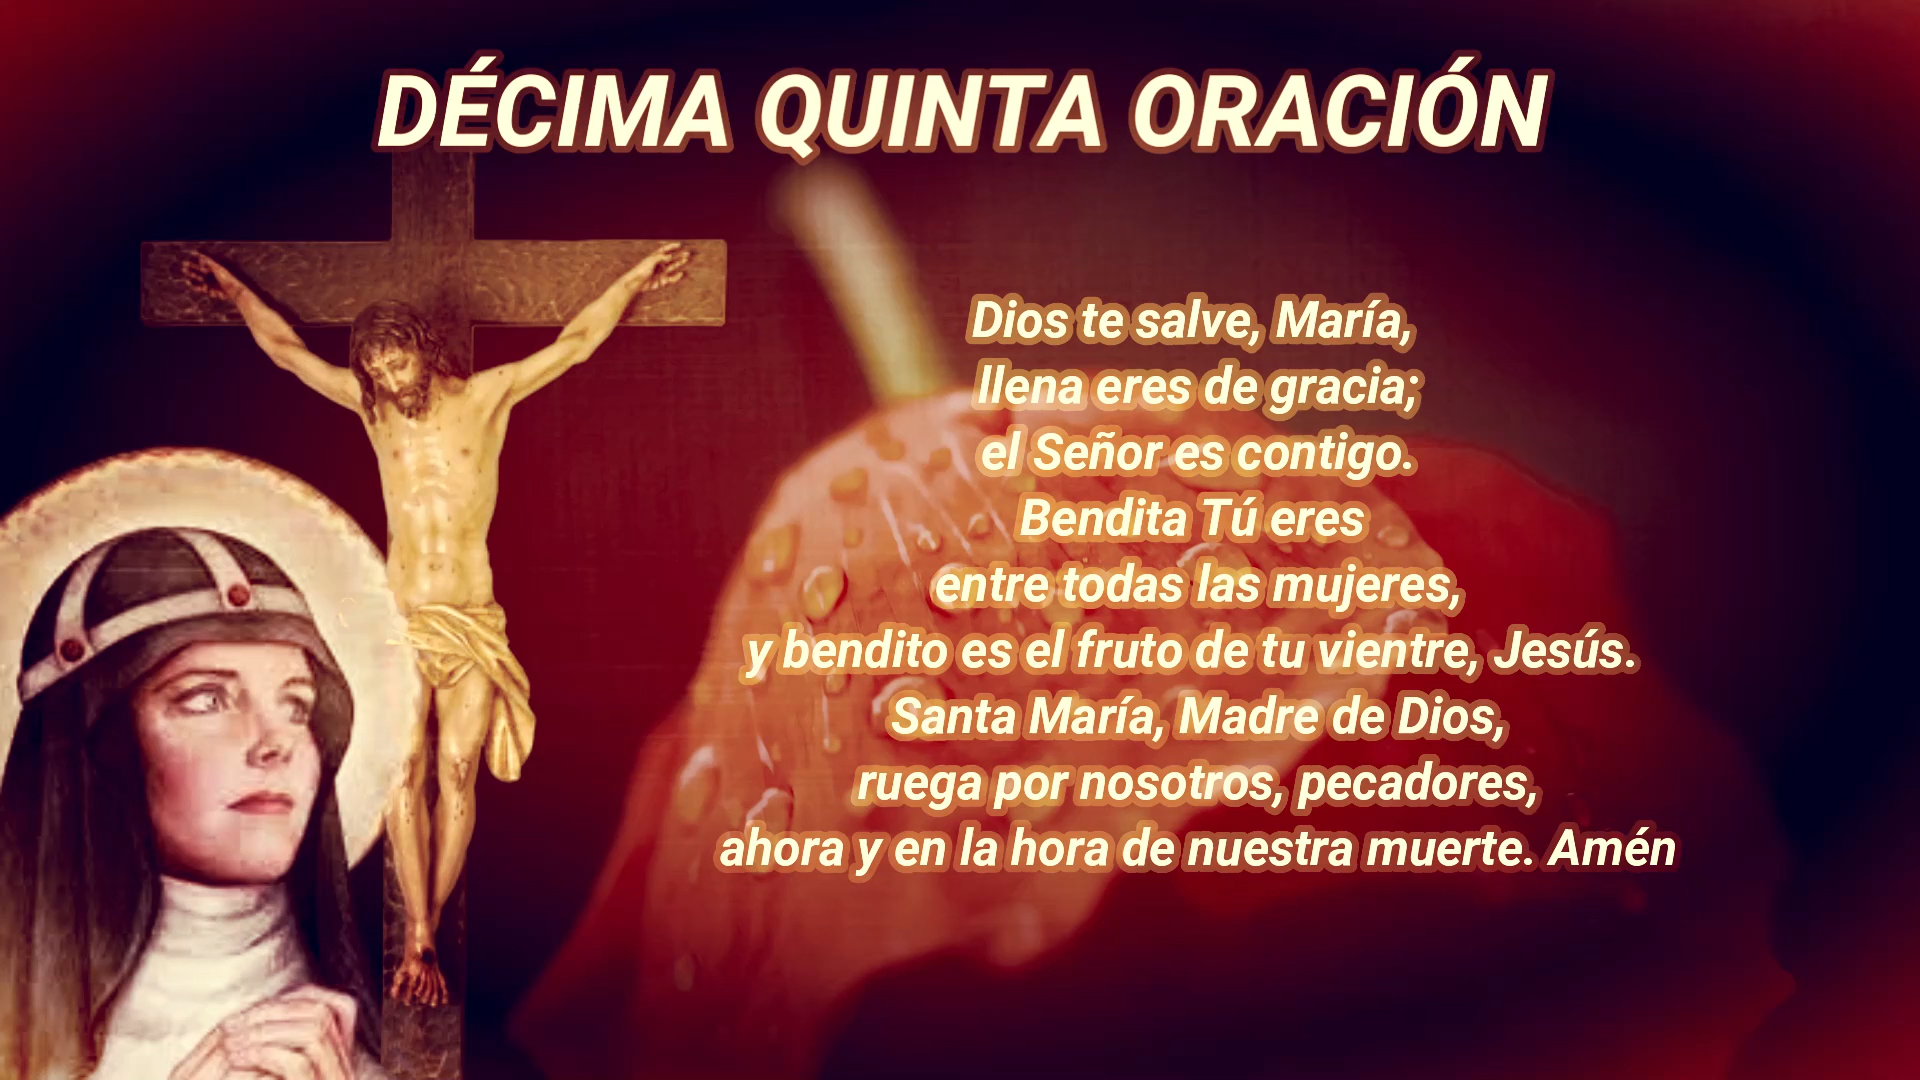 DÉCIMA QUINTA ORACIÓN
Dios te salve, María,
llena eres de gracia;
el Señor es contigo.
Bendita Tú eres
entre todas las mujeres,
y bendito es el fruto de tu vientre, Jesús.
Santa María, Madre de Dios,
ruega por nosotros, pecadores,
ahora y en la hora de nuestra muerte. Amén